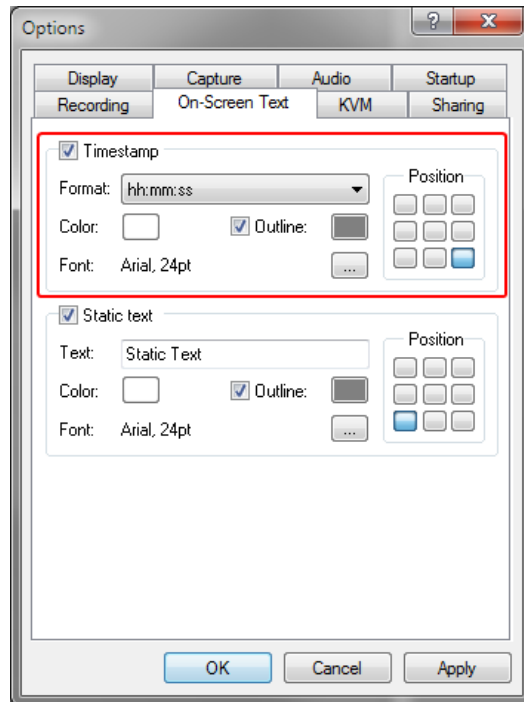 Options
?
X
Display Capture Audio Startup
Recording On-Screen Text KVM Sharing
Timestamp
Position
Format: hh:mm:ss
Color: Outline:
Font: Arial, 24pt ...
Static text
Position
Text: Static Text
Color: Outline:
Font: Arial, 24pt ...
OK Cancel Apply